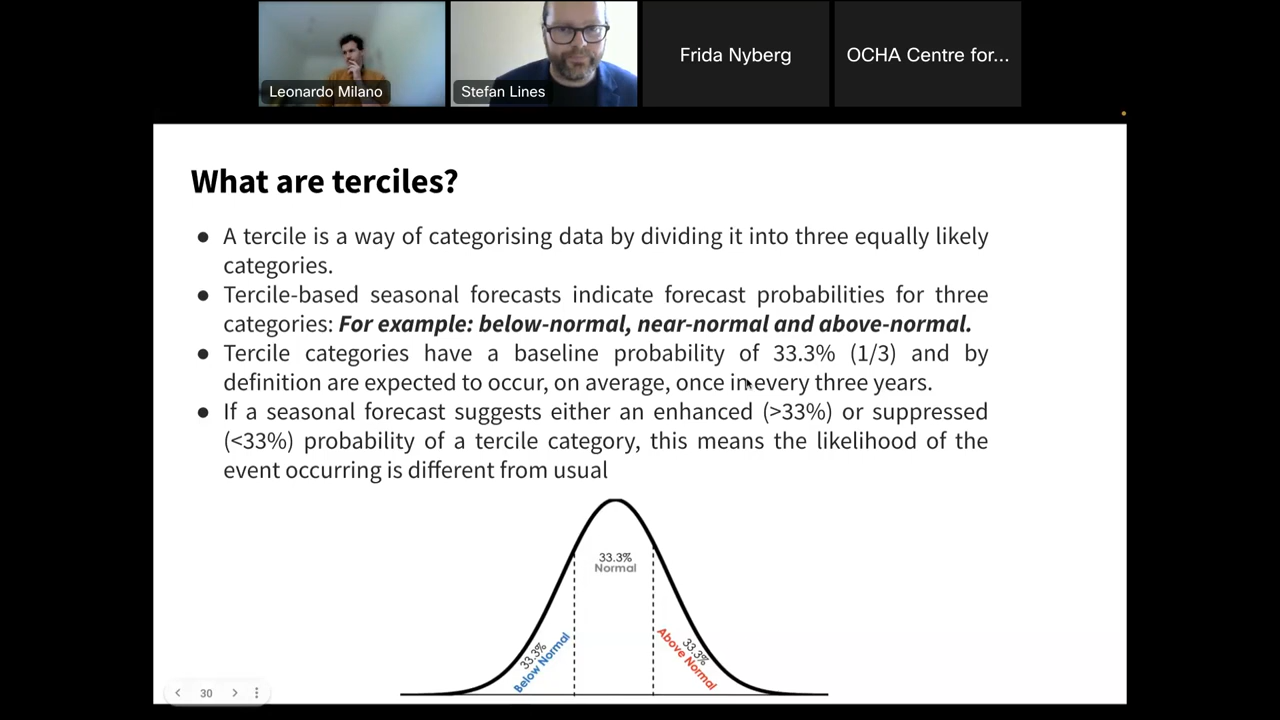 Leonardo Milano
Stefan Lines
Frida Nyberg
OCHA Centre for...
What are terciles?
● A tercile is a way of categorising data by dividing it into three equally likely
categories.
● Tercile-based seasonal forecasts indicate forecast probabilities for three
categories: For example: below-normal, near-normal and above-normal.
● Tercile categories have a baseline probability of 33.3% (1/3) and by
definition are expected to occur, on average, once in every three years.
● If a seasonal forecast suggests either an enhanced (>33%) or suppressed
(<33%) probability of a tercile category, this means the likelihood of the
event occurring is different from usual
33.3%
Normal
33.3%
Below Normal
33.3%
Above Normal
30